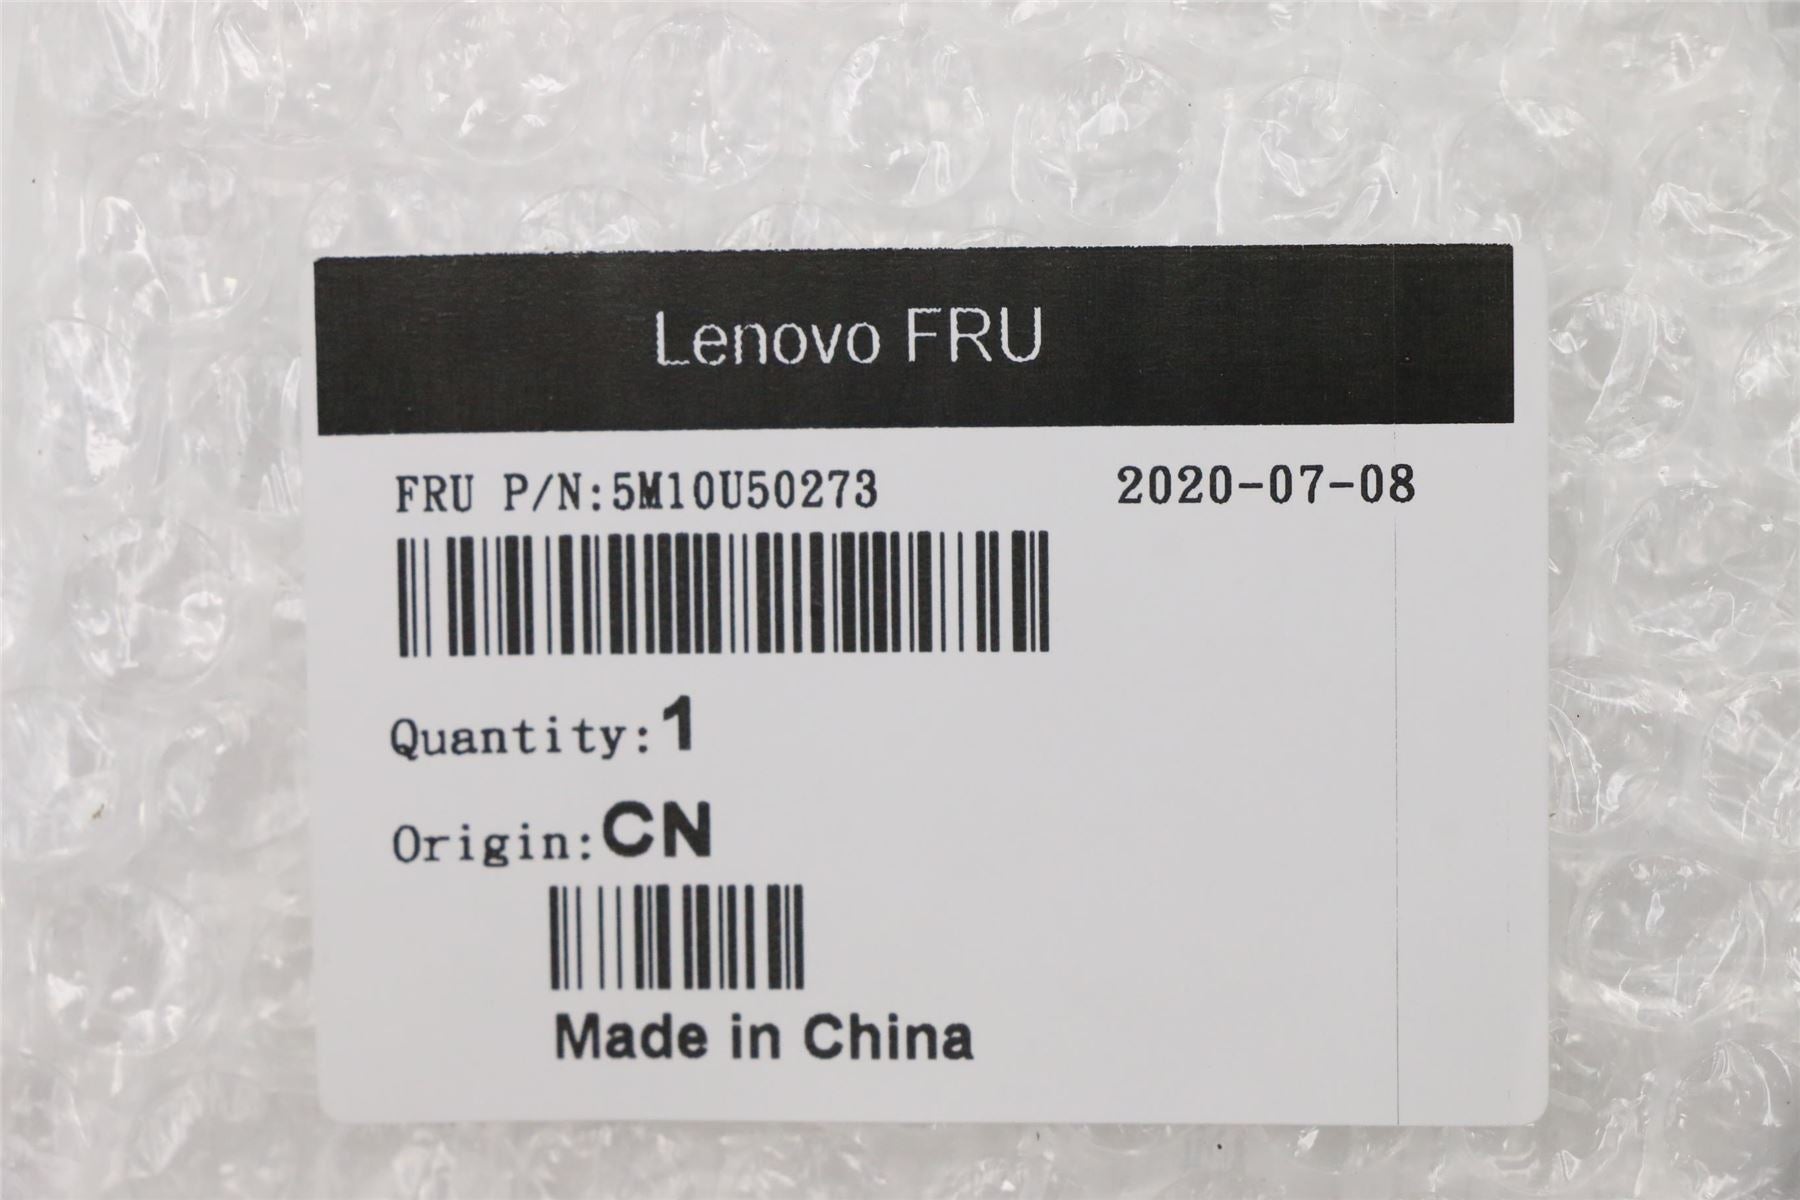 Lenovo FRU
FRU P/N:5M10U50273 2020-07-08
Quantity:1
Origin:CN
Made in China